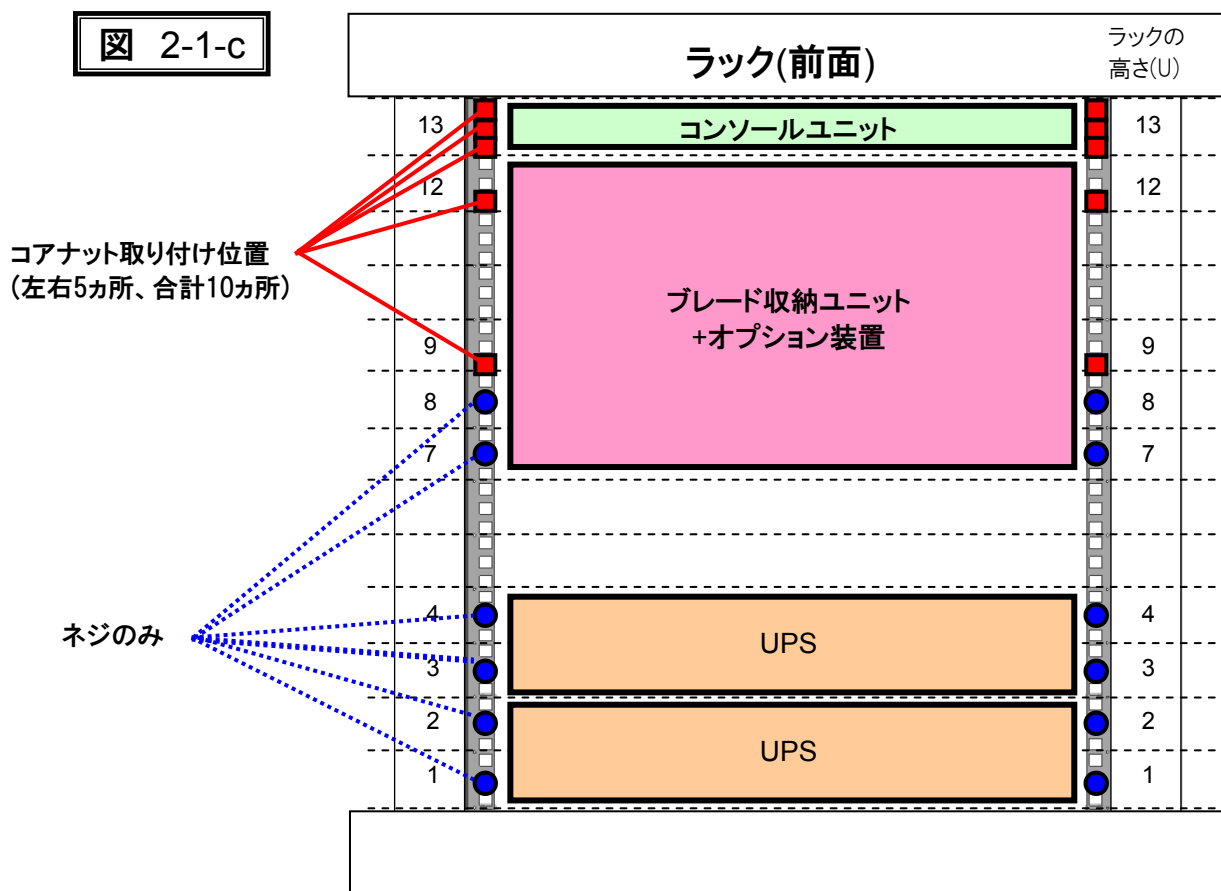 図 2-1-c
ラック(前面)
ラックの
高さ(U)
13
コンソールユニット
13
12
12
コアナット取り付け位置
(左右5ヵ所、合計10ヵ所)
ブレード収納ユニット
+オプション装置
9
9
8
8
7
7
4
4
ネジのみ
UPS
3
3
2
2
UPS
1
1